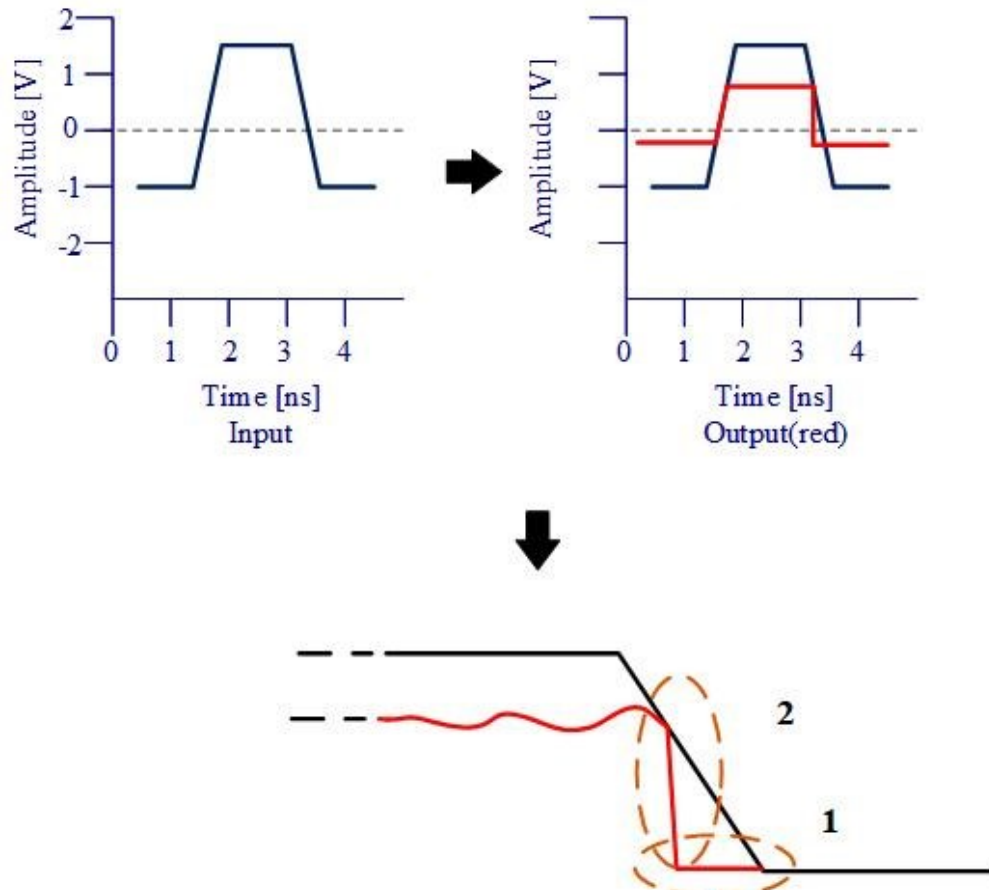 Amplitude [V]
2
1
0
-1
-2
0 1 2 3 4
Time [ns]
Input
Amplitude [V]
0 1 2 3 4
Time [ns]
Output(red)
2
1